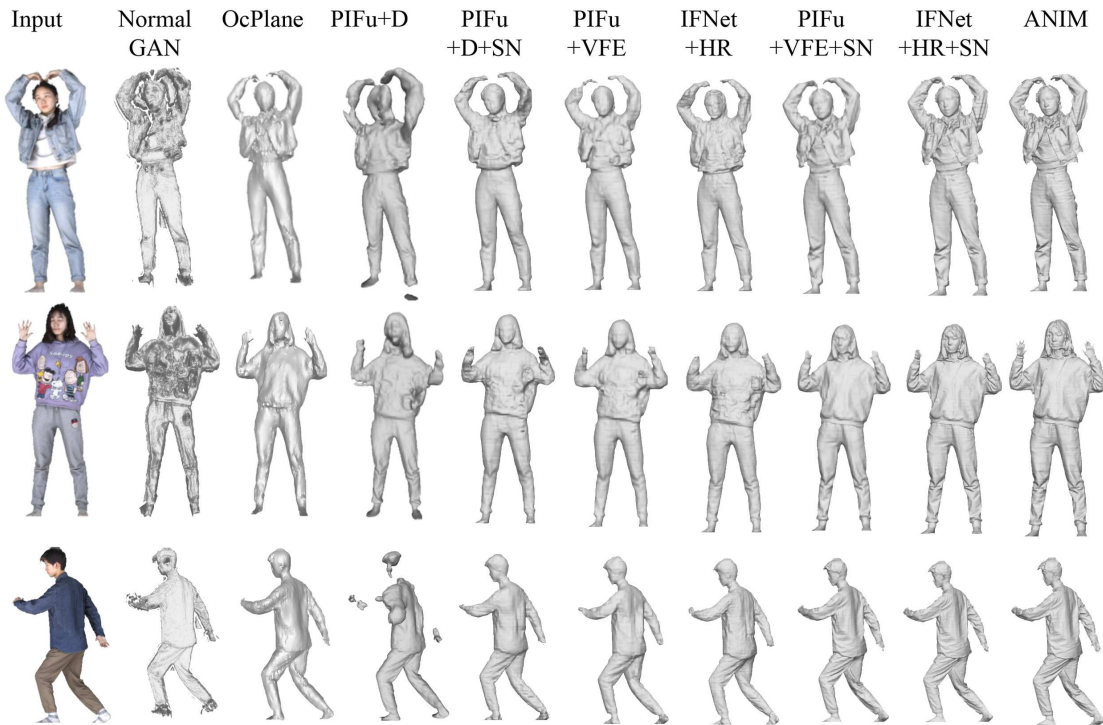 Input Normal OcPlane PIFu+D PIFu PIFu IFNet PIFu IFNet ANIM
GAN +D+SN +VFE +HR +VFE+SN +HR+SN